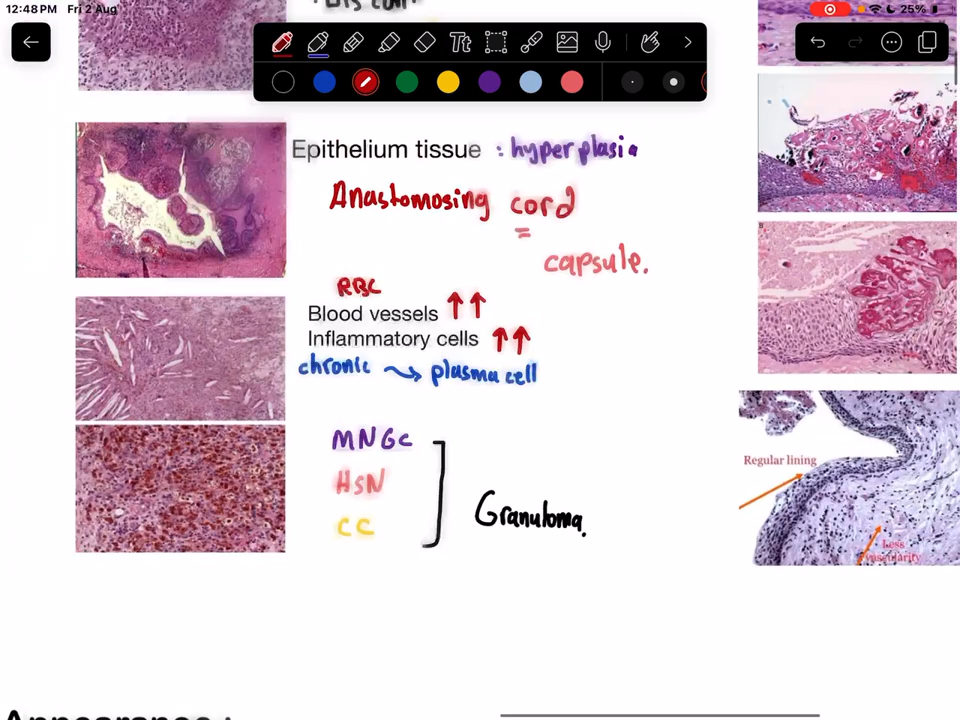 12:48 PM Fri 2 Aug
25%
Tt
Epithelium tissue : hyperplasia
Anastomosing cord
=
capsule.
RBC
Blood vessels ↑↑
Inflammatory cells ↑↑
chronic → plasma cell
MNGC
HSN
CC
Granuloma.
Regular lining
Less
vascularity